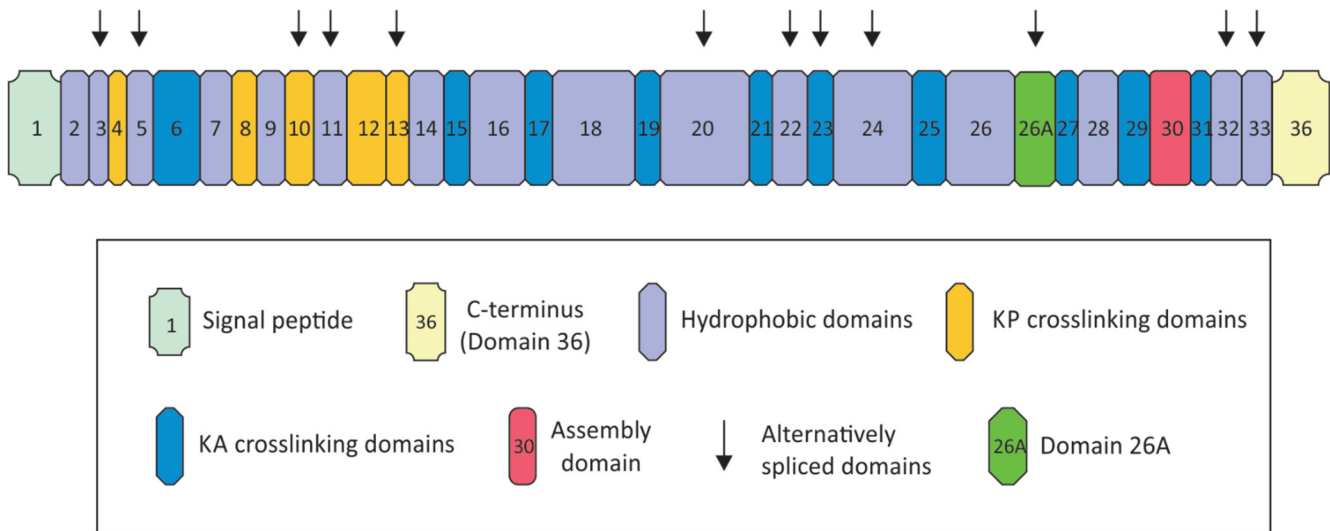 1 2 3 4 5 6 7 8 9 10 11 12 13 14 15 16 17 18 19 20 21 22 23 24 25 26 26A 27 28 29 30 31 32 33 36
1 Signal peptide
36 C-terminus
(Domain 36)
Hydrophobic domains
KP crosslinking domains
KA crosslinking domains
30 Assembly
domain
Alternatively
spliced domains
26A Domain 26A